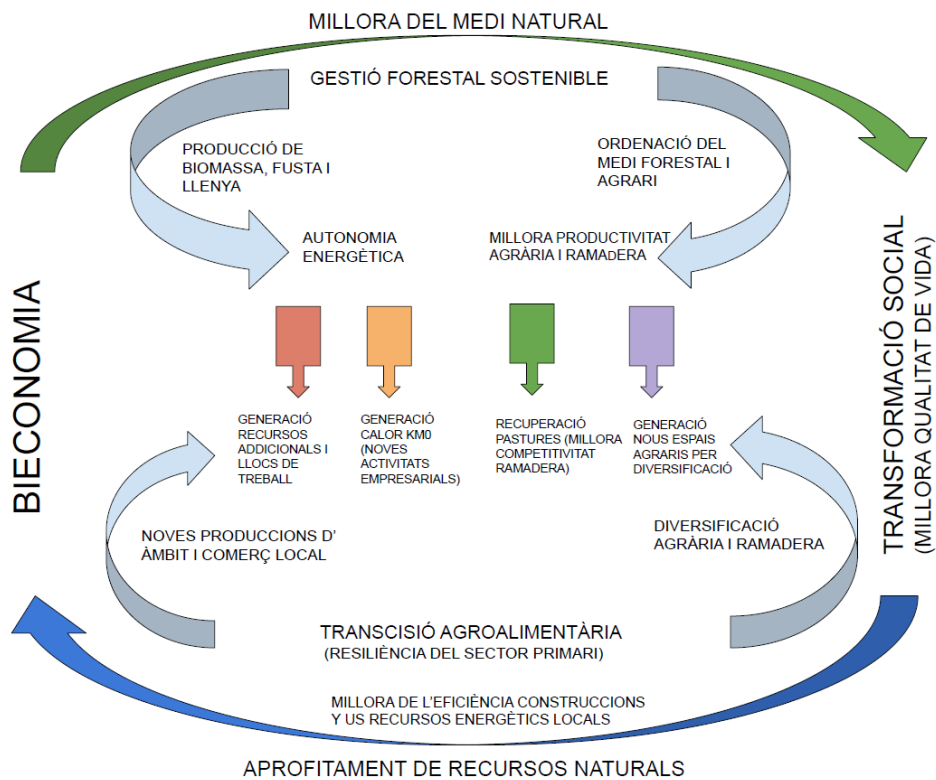 MILLORA DEL MEDI NATURAL
GESTIÓ FORESTAL SOSTENIBLE
PRODUCCIÓ DE
BIOMASSA, FUSTA I
LLENYA
ORDENACIÓ DEL
MEDI FORESTAL I
AGRARI
AUTONOMIA
ENERGÈTICA
MILLORA PRODUCTIVITAT
AGRÀRIA I RAMADERA
BIECONOMIA
TRANSFORMACIÓ SOCIAL
(MILLORA QUALITAT DE VIDA)
GENERACIÓ
RECURSOS
ADDICIONALS I
LLOCS DE
TREBALL
GENERACIÓ
CALOR KM0
(NOVES
ACTIVITATS
EMPRESARIALS)
RECUPERACIÓ
PASTURES (MILLORA
COMPETITIVITAT
RAMADERA)
GENERACIÓ
NOUS ESPAIS
AGRARIS PER
DIVERSIFICACIÓ
NOVES PRODUCCIONS D’
ÀMBIT I COMERÇ LOCAL
DIVERSIFICACIÓ
AGRÀRIA I RAMADERA
TRANSCISIÓ AGROALIMENTÀRIA
(RESILIÈNCIA DEL SECTOR PRIMARI)
MILLORA DE L’EFICIÈNCIA CONSTRUCCIONS
Y US RECURSOS ENERGÈTICS LOCALS
APROFITAMENT DE RECURSOS NATURALS